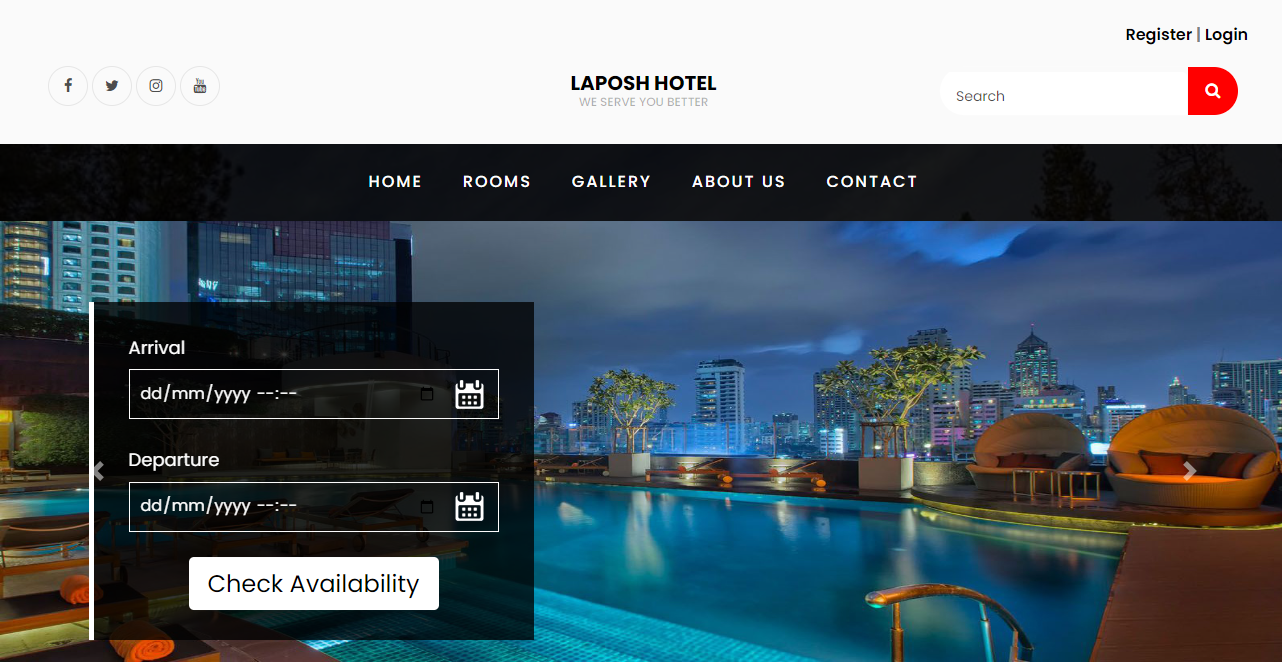 Register | Login
LAPOSH HOTEL
WE SERVE YOU BETTER
Search
HOME ROOMS GALLERY ABOUT US CONTACT
Arrival
dd/mm/yyyy --:--
Departure
dd/mm/yyyy --:--
Check Availability